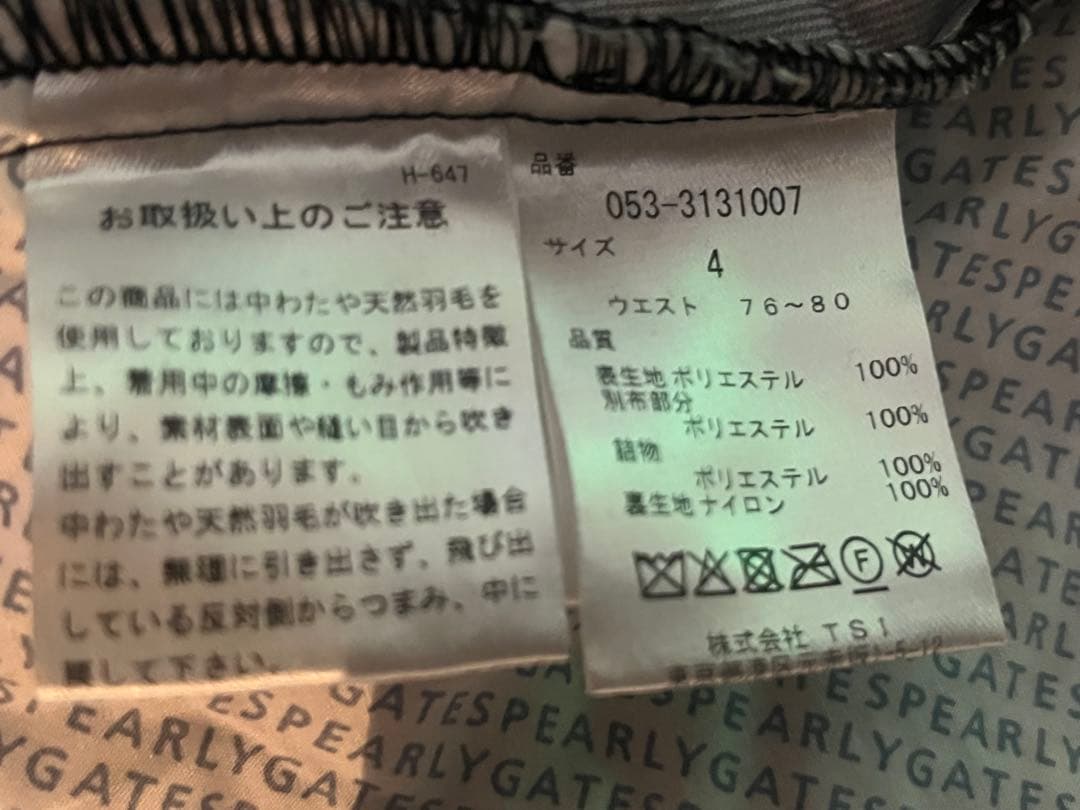 H-647
お取扱い上のご注意
この商品には中わたや天然羽毛を
使用しておりますので、製品特徴
上、着用中の摩擦・もみ作用等に
より、素材表面や縫い目から吹き
出すことがあります。
中わたや天然羽毛が吹き出た場合
には、無理に引き出さず、飛び出
している反対側からつまみ、中に
戻して下さい。
品番
053-3131007
サイズ
4
ウエスト 76～80
品質
表生地 ポリエステル 100%
別布部分
ポリエステル 100%
詰物
ポリエステル 100%
裏生地 ナイロン 100%
F
W
株式会社 TSI
PEARLYGATES
PEARLYGATES
PEARLYGATES